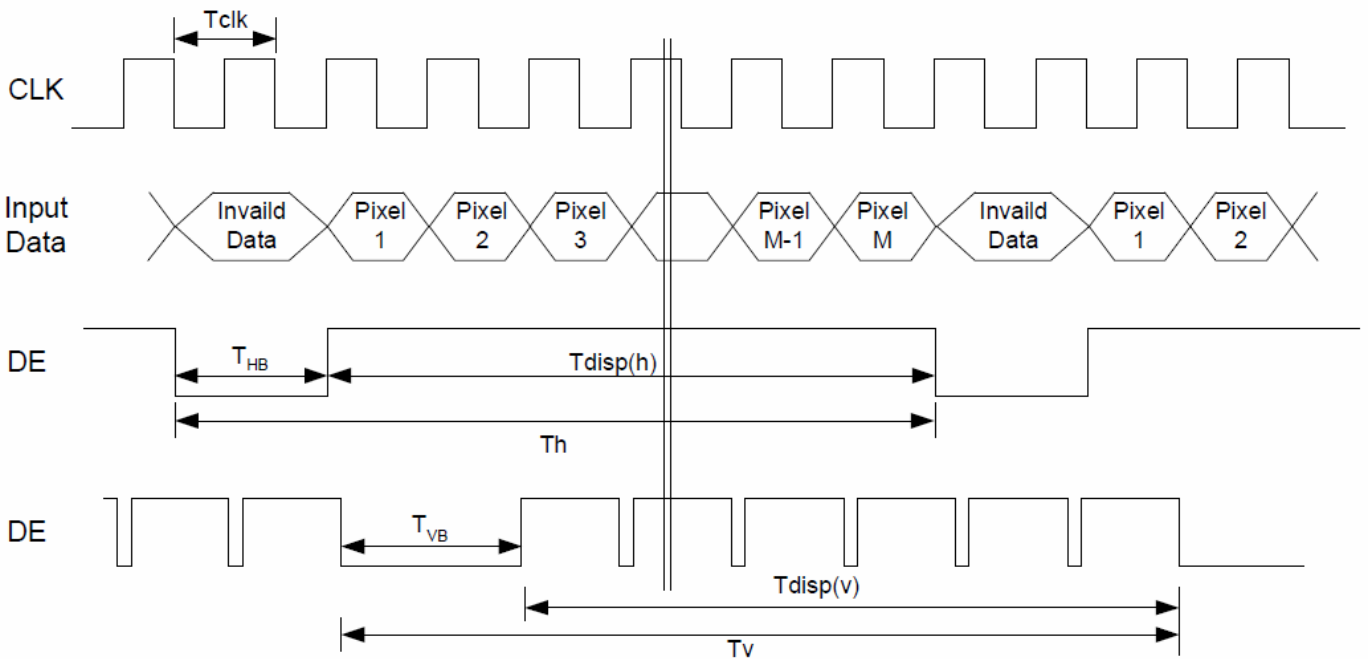 Tclk
CLK
Input
Data
Invaild
Data
Pixel
1
Pixel
2
Pixel
3
Pixel
M-1
Pixel
M
Invaild
Data
Pixel
1
Pixel
2
DE
THB
Tdisp(h)
Th
DE
TVB
Tdisp(v)
Tv